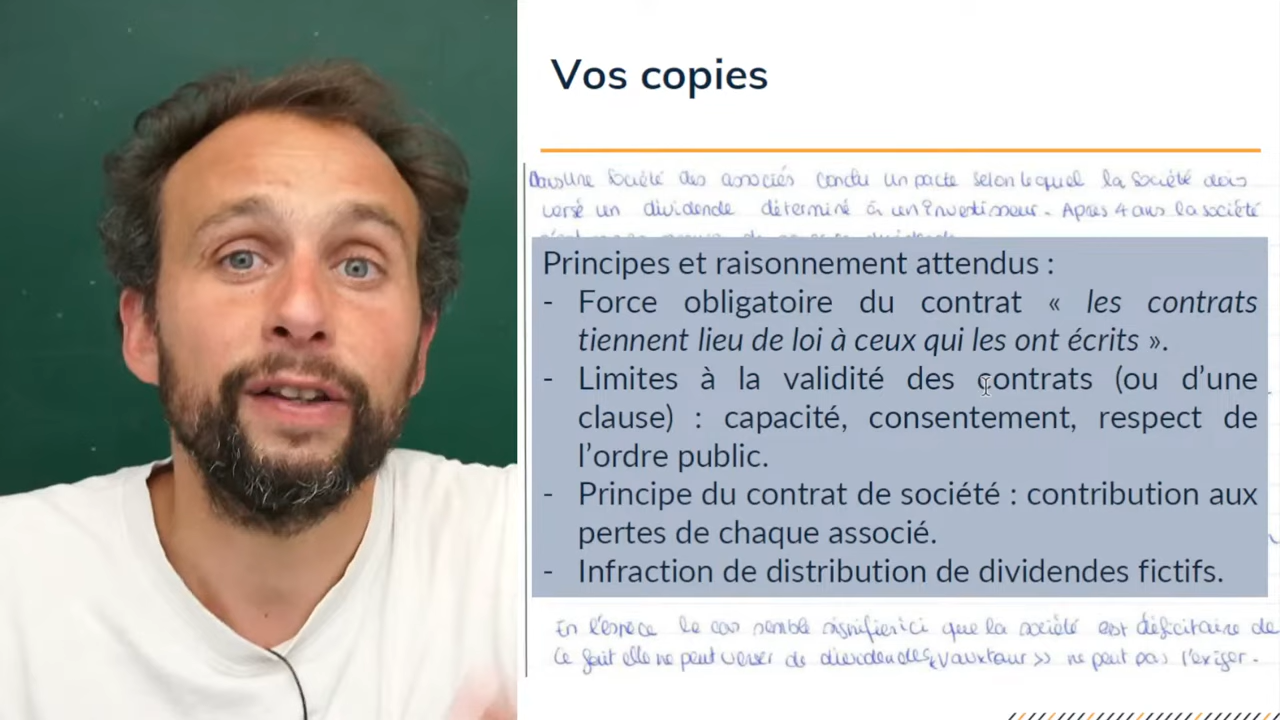 Vos copies
Dans une société des associés conclu un pacte selon lequel la société dois
versé un dividende déterminé à un investisseur. Après 4 ans la société
Principes et raisonnement attendus :
- Force obligatoire du contrat « les contrats
tiennent lieu de loi à ceux qui les ont écrits ».
- Limites à la validité des contrats (ou d’une
clause) : capacité, consentement, respect de
l’ordre public.
- Principe du contrat de société : contribution aux
pertes de chaque associé.
- Infraction de distribution de dividendes fictifs.
En l'espece le cas semble signifier ici que la société est déficitaire de
ce fait elle ne peut verser de dividendes, « vautour » ne peut pas l'exiger.